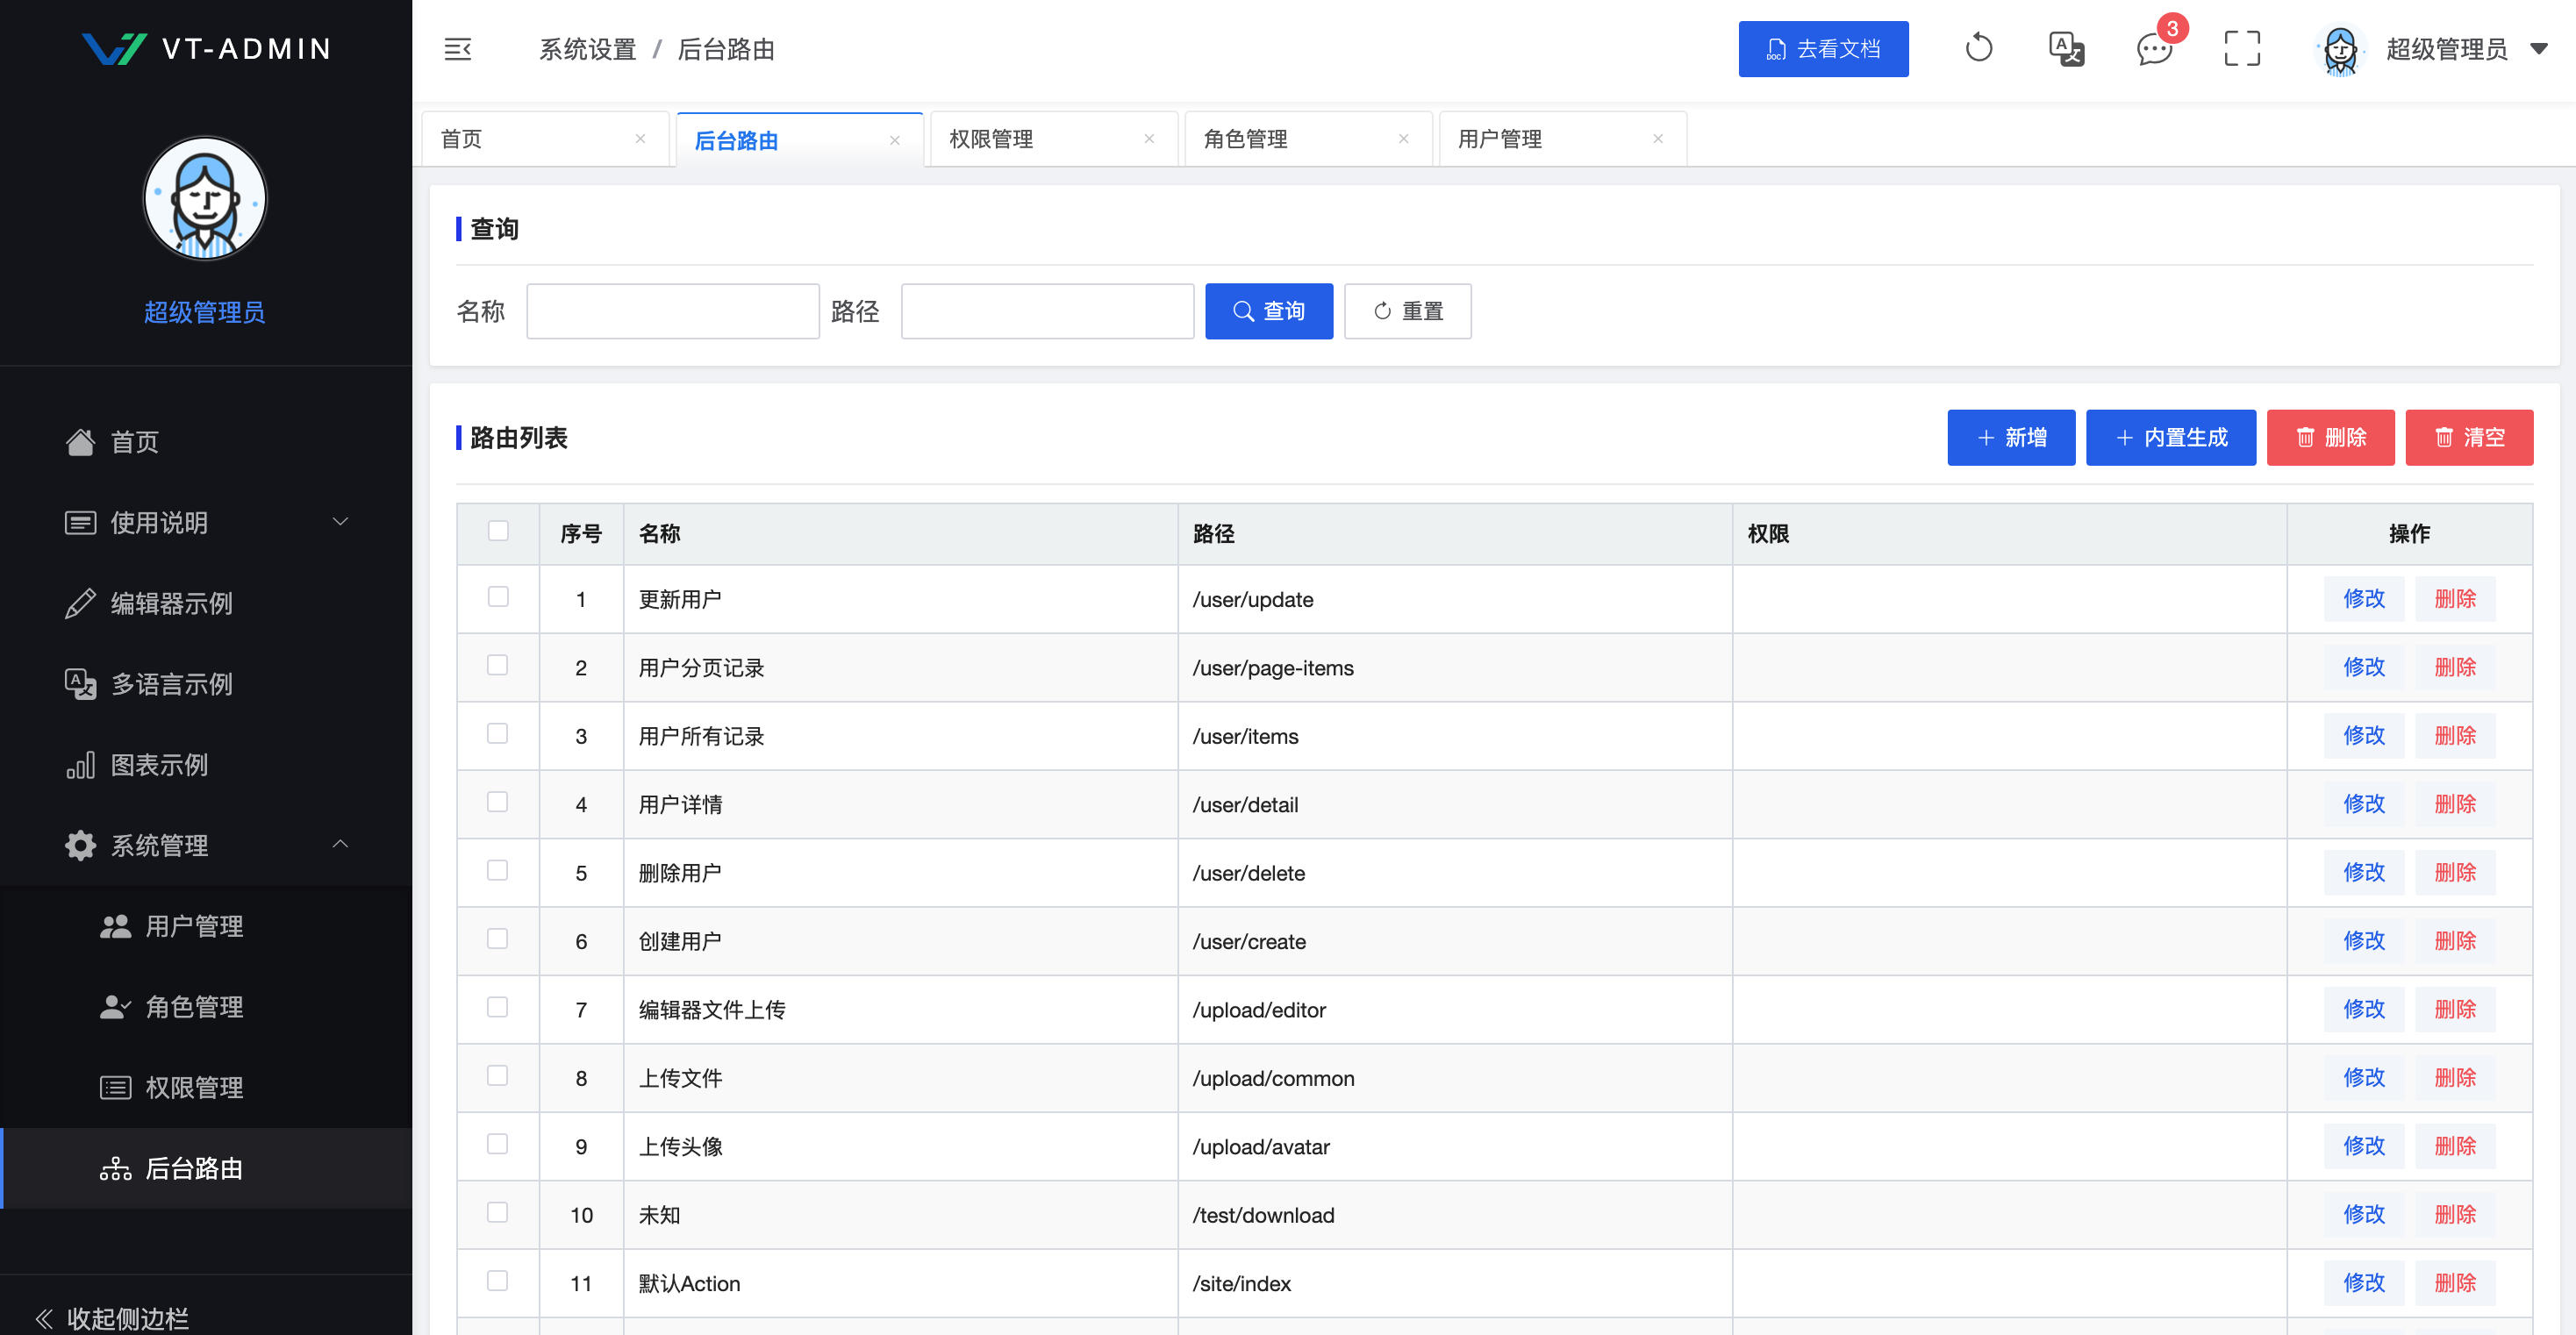 VT-ADMIN
超级管理员
首页
使用说明
编辑器示例
多语言示例
图表示例
系统管理
用户管理
角色管理
权限管理
后台路由
收起侧边栏
系统设置 / 后台路由
DOC 去看文档
A 文
3
超级管理员
首页 × 后台路由 × 权限管理 × 角色管理 × 用户管理 ×
查询
名称 路径 查询 重置
路由列表
+ 新增 + 内置生成 删除 清空
序号 名称 路径 权限 操作
1 更新用户 /user/update 修改 删除
2 用户分页记录 /user/page-items 修改 删除
3 用户所有记录 /user/items 修改 删除
4 用户详情 /user/detail 修改 删除
5 删除用户 /user/delete 修改 删除
6 创建用户 /user/create 修改 删除
7 编辑器文件上传 /upload/editor 修改 删除
8 上传文件 /upload/common 修改 删除
9 上传头像 /upload/avatar 修改 删除
10 未知 /test/download 修改 删除
11 默认Action /site/index 修改 删除